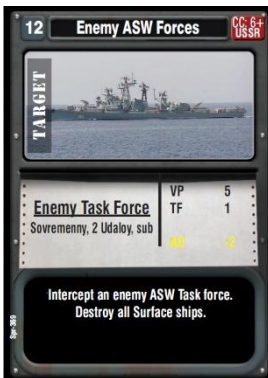 12 Enemy ASW Forces CC: 6+
USSR
TARGET
VP 5
Enemy Task Force TF 1
Sovremenny, 2 Udaloy, sub
Intercept an enemy ASW Task force.
Destroy all Surface ships.